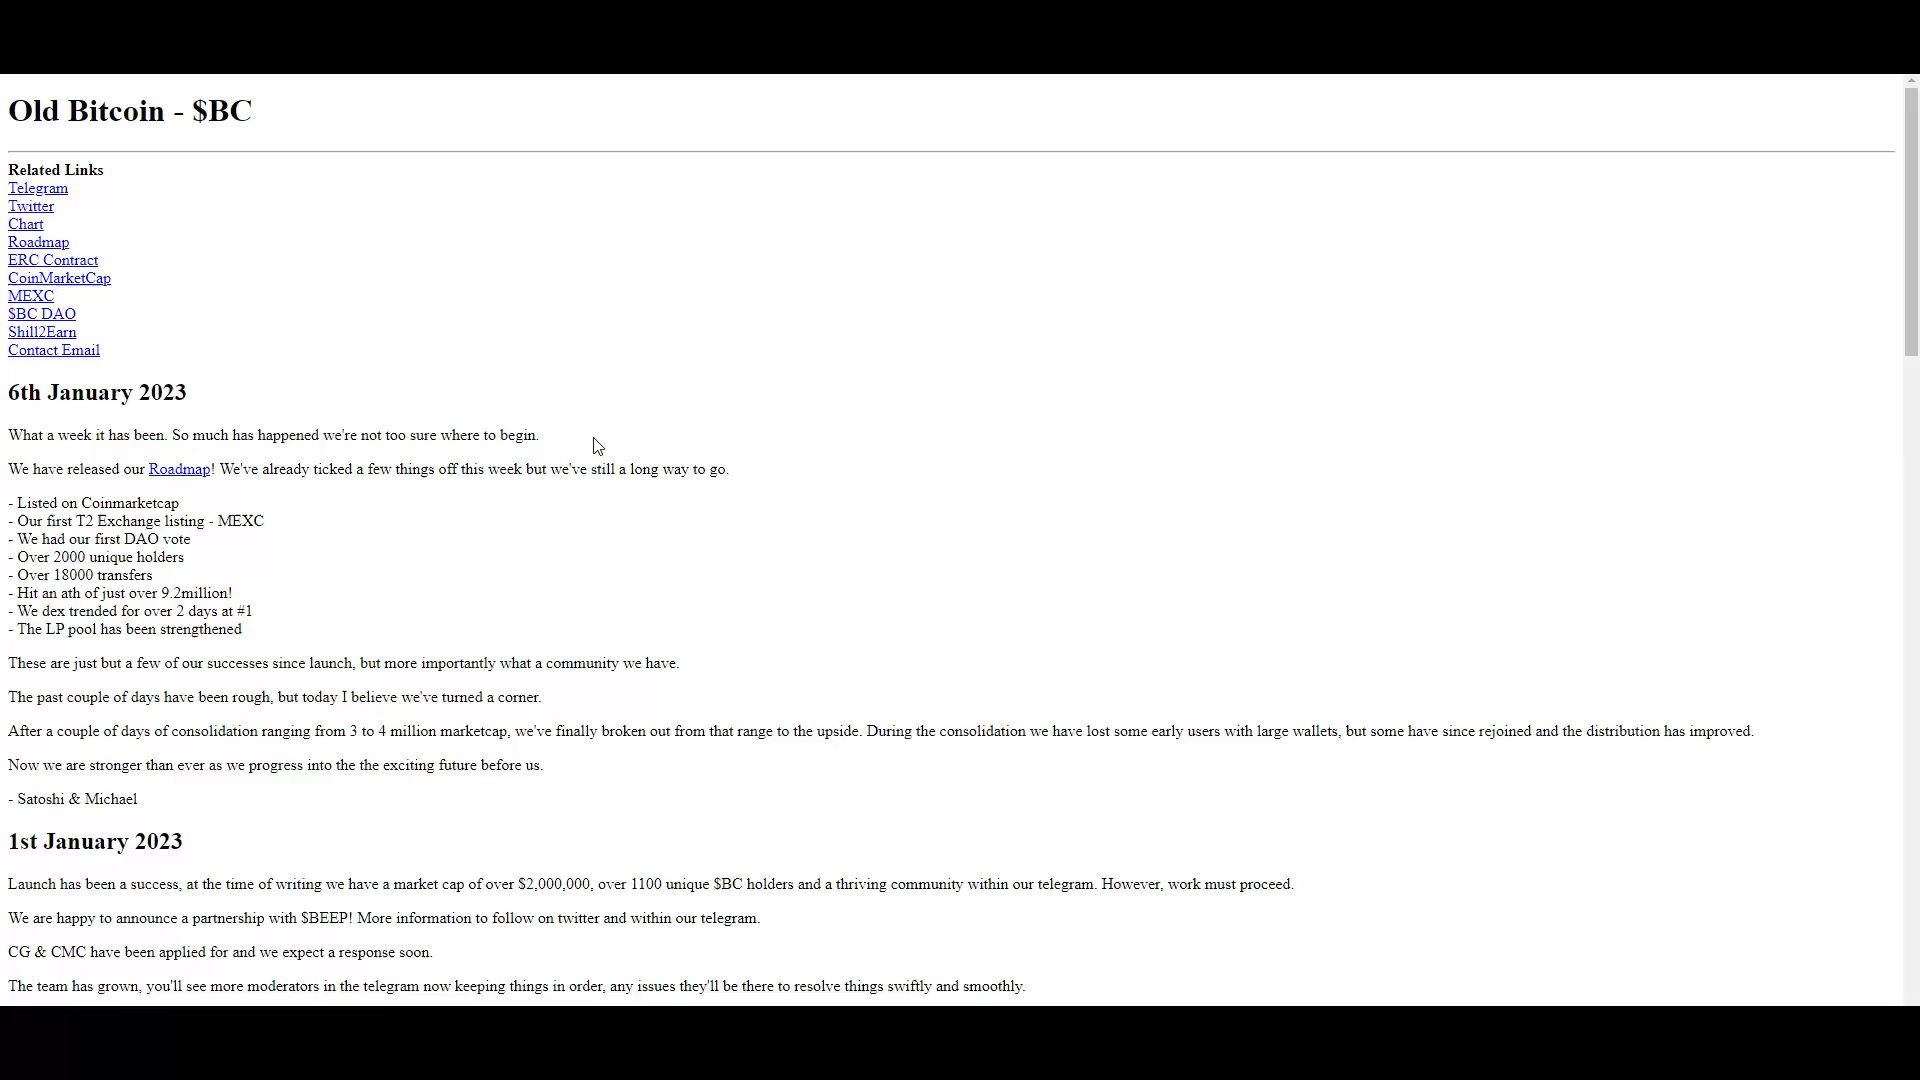 Old Bitcoin - $BC
Related Links
Telegram
Twitter
Chart
Roadmap
ERC Contract
CoinMarketCap
MEXC
$BC DAO
Shill2Earn
Contact Email
6th January 2023
What a week it has been. So much has happened we're not too sure where to begin.
We have released our Roadmap! We've already ticked a few things off this week but we've still a long way to go.
- Listed on Coinmarketcap
- Our first T2 Exchange listing - MEXC
- We had our first DAO vote
- Over 2000 unique holders
- Over 18000 transfers
- Hit an ath of just over 9.2million!
- We dex trended for over 2 days at #1
- The LP pool has been strengthened
These are just but a few of our successes since launch, but more importantly what a community we have.
The past couple of days have been rough, but today I believe we've turned a corner.
After a couple of days of consolidation ranging from 3 to 4 million marketcap, we've finally broken out from that range to the upside. During the consolidation we have lost some early users with large wallets, but some have since rejoined and the distribution has improved.
Now we are stronger than ever as we progress into the the exciting future before us.
- Satoshi & Michael
1st January 2023
Launch has been a success, at the time of writing we have a market cap of over $2,000,000, over 1100 unique $BC holders and a thriving community within our telegram. However, work must proceed.
We are happy to announce a partnership with $BEEP! More information to follow on twitter and within our telegram.
CG & CMC have been applied for and we expect a response soon.
The team has grown, you'll see more moderators in the telegram now keeping things in order, any issues they'll be there to resolve things swiftly and smoothly.